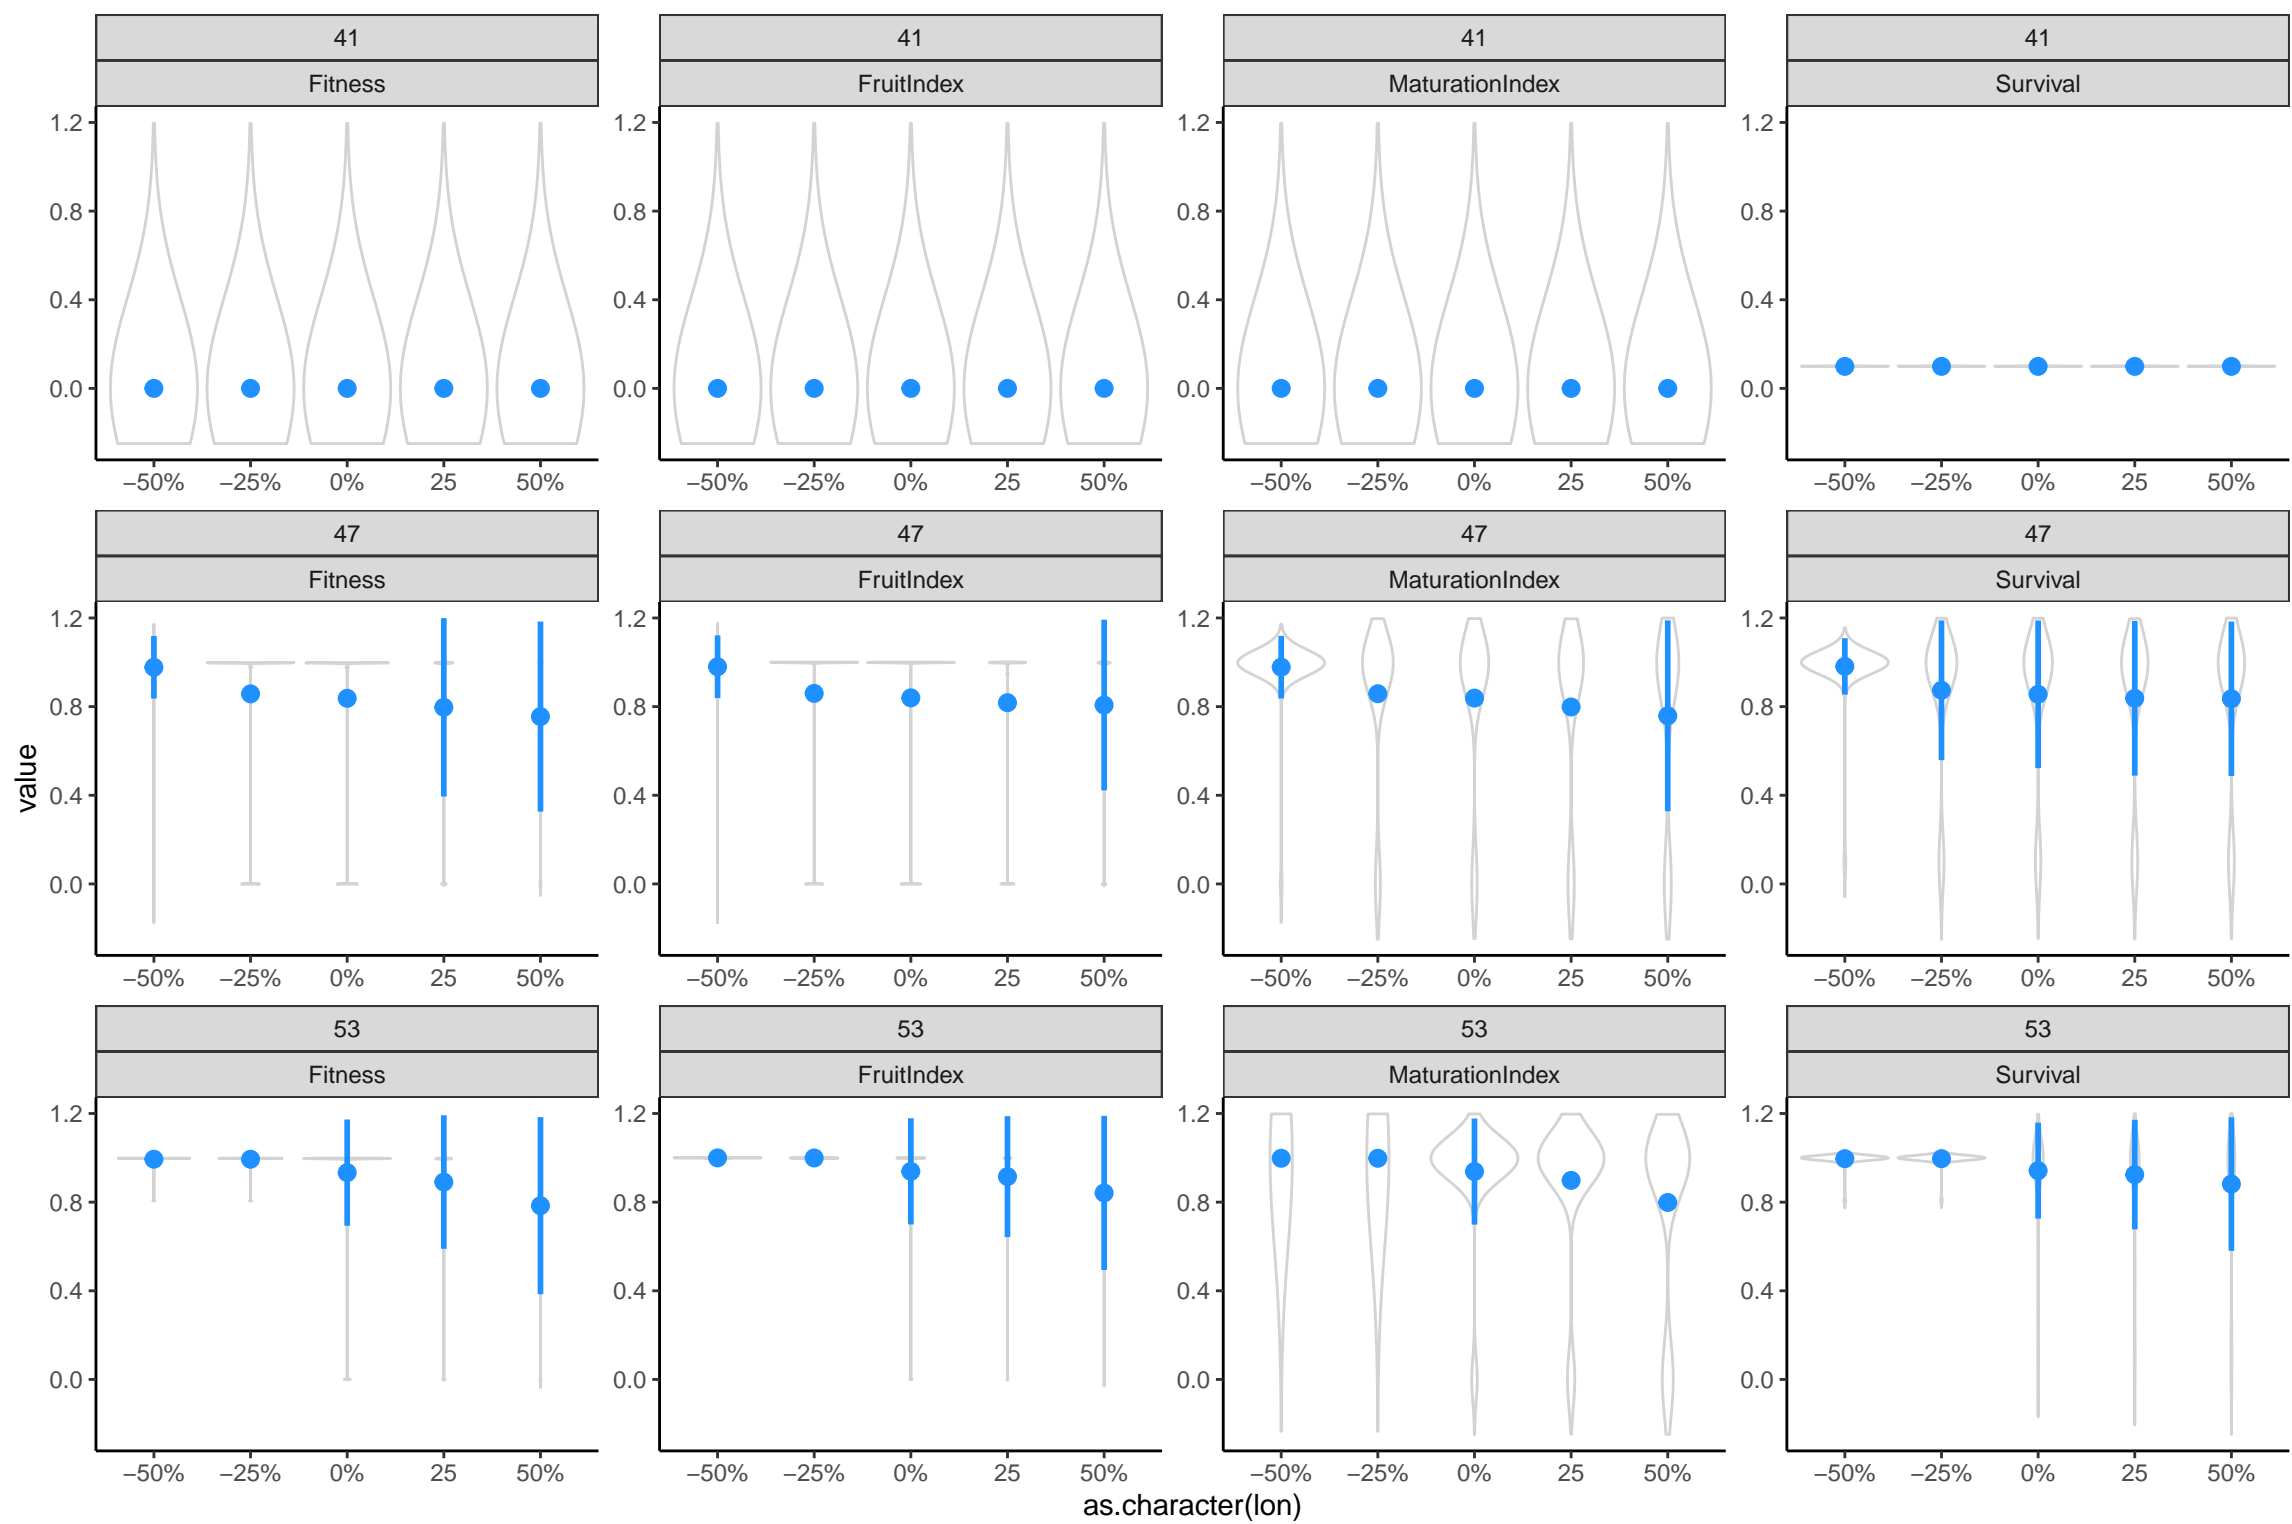 41 41 41 41
Fitness FruitIndex MaturationIndex Survival
1.2 1.2 1.2 1.2
0.8 0.8 0.8 0.8
0.4 0.4 0.4 0.4
0.0 0.0 0.0 0.0
−50% −25% 0% 25 50% −50% −25% 0% 25 50% −50% −25% 0% 25 50% −50% −25% 0% 25 50%
47 47 47 47
Fitness FruitIndex MaturationIndex Survival
1.2 1.2 1.2 1.2
0.8 0.8 0.8 0.8
value
0.4 0.4 0.4 0.4
0.0 0.0 0.0 0.0
−50% −25% 0% 25 50% −50% −25% 0% 25 50% −50% −25% 0% 25 50% −50% −25% 0% 25 50%
53 53 53 53
Fitness FruitIndex MaturationIndex Survival
1.2 1.2 1.2 1.2
0.8 0.8 0.8 0.8
0.4 0.4 0.4 0.4
0.0 0.0 0.0 0.0
−50% −25% 0% 25 50% −50% −25% 0% 25 50% −50% −25% 0% 25 50% −50% −25% 0% 25 50%
as.character(lon)